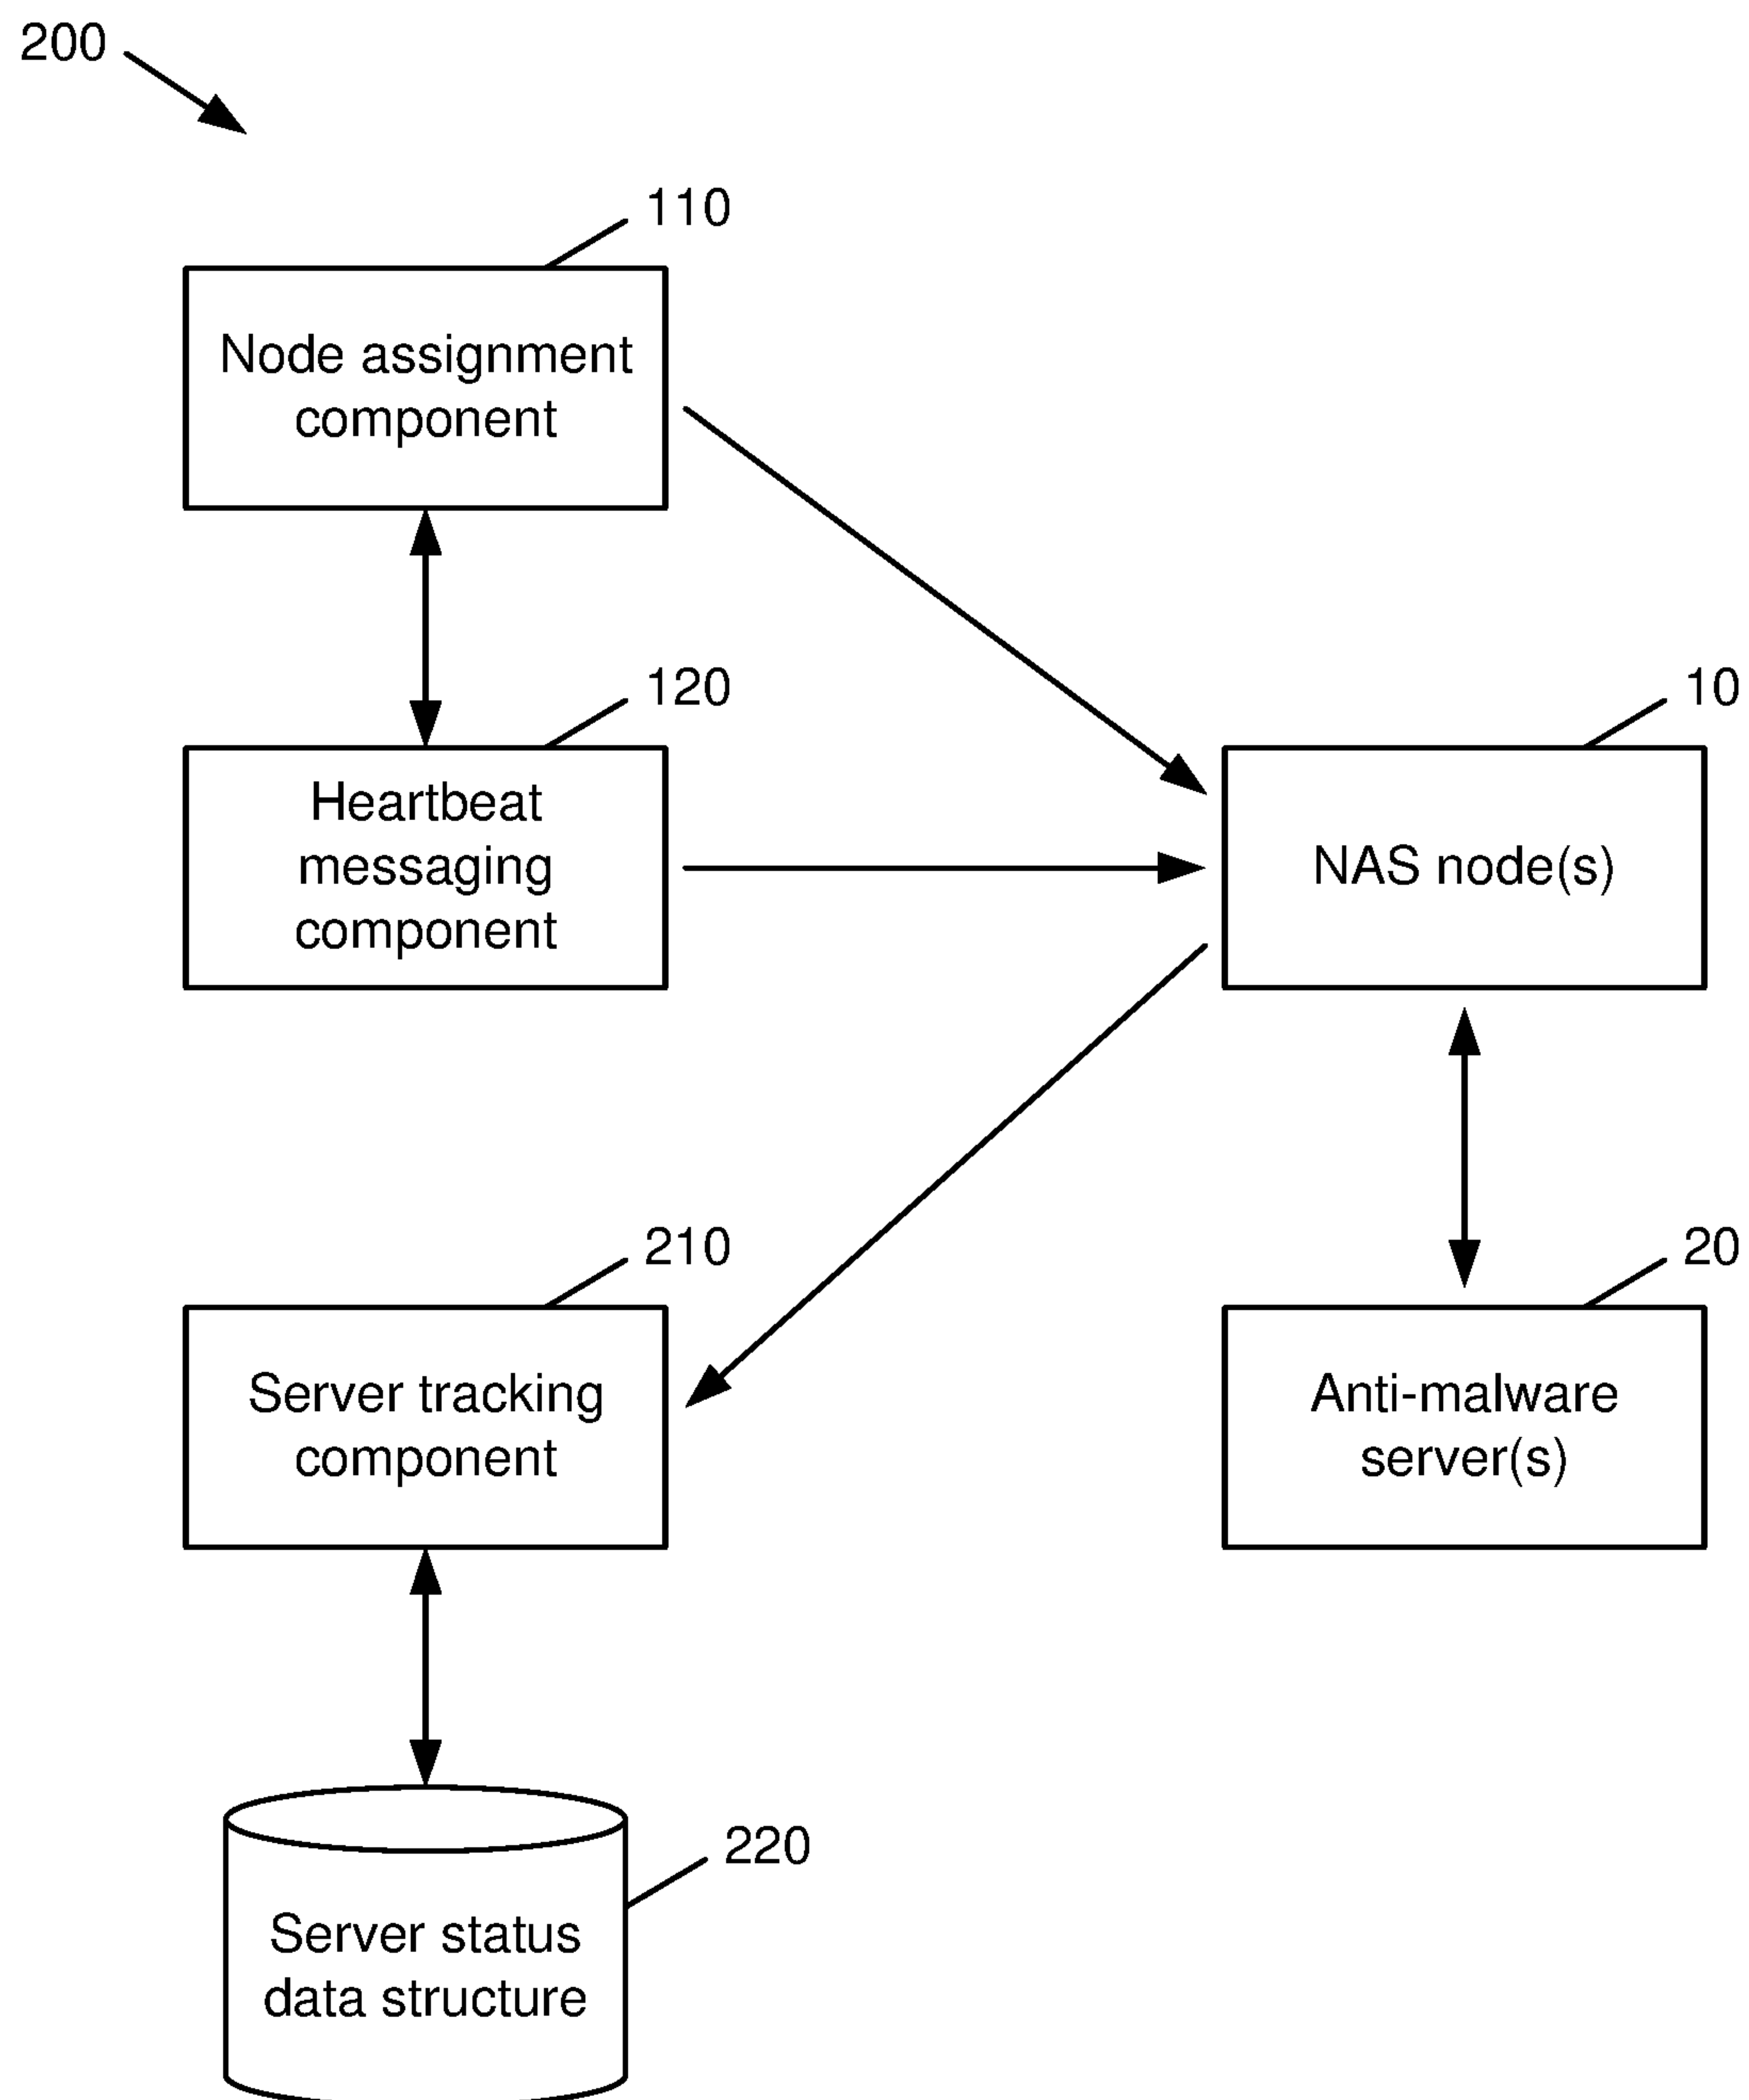 200
110
Node assignment
component
120
Heartbeat
messaging
component
10
NAS node(s)
210
Server tracking
component
20
Anti-malware
server(s)
220
Server status
data structure